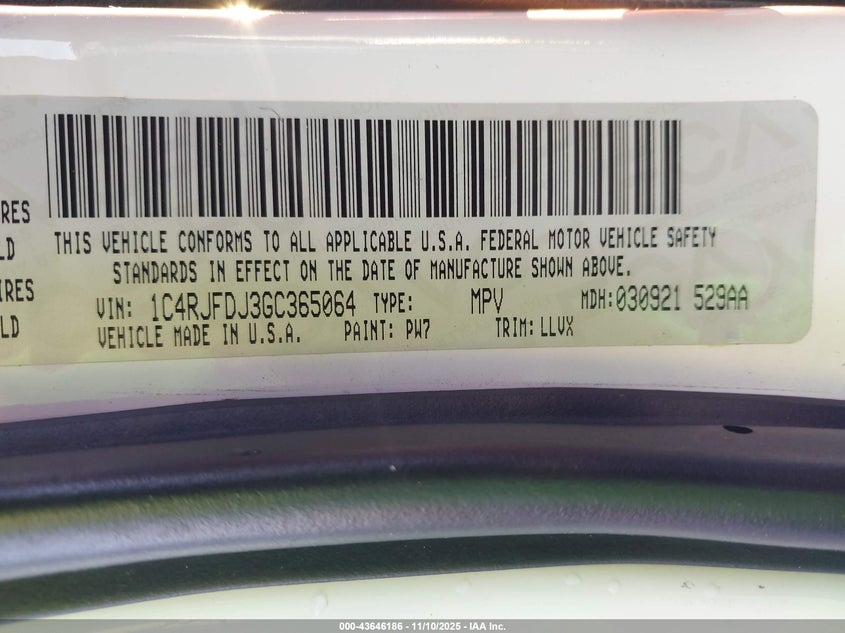 IRES
LD
THIS VEHICLE CONFORMS TO ALL APPLICABLE U.S.A. FEDERAL MOTOR VEHICLE SAFETY
STANDARDS IN EFFECT ON THE DATE OF MANUFACTURE SHOWN ABOVE.
IRES
VIN: 1C4RJFDJ3GC365064 TYPE: MPV MDH:030921 529AA
LD
VEHICLE MADE IN U.S.A. PAINT: PW7 TRIM: LLVX
000-43646186 - 11/10/2025 - IAA Inc.